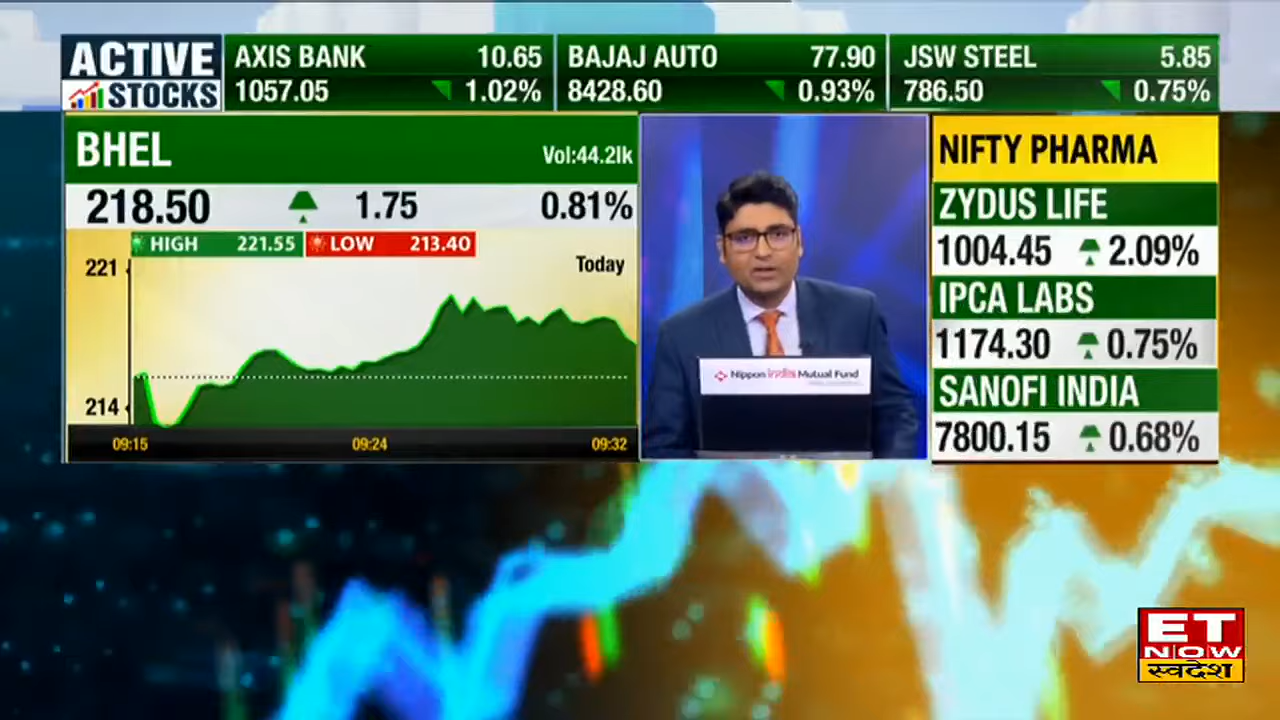 ACTIVE
STOCKS
AXIS BANK 10.65
1057.05 1.02%
BAJAJ AUTO 77.90
8428.60 0.93%
JSW STEEL 5.85
786.50 0.75%
BHEL Vol:44.2lk
218.50 1.75 0.81%
HIGH 221.55 LOW 213.40
Today
221
214
09:15 09:24 09:32
Nippon india Mutual Fund
NIFTY PHARMA
ZYDUS LIFE
1004.45 2.09%
IPCA LABS
1174.30 0.75%
SANOFI INDIA
7800.15 0.68%
ET
NOW
स्वदेश